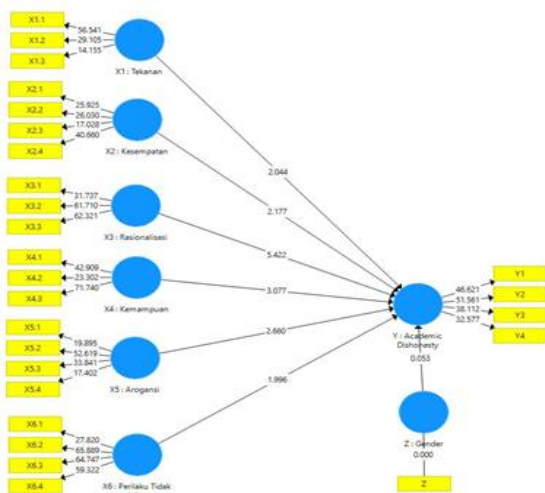 X1.1
X1.2
X1.3
56.541
29.105
14.155
X1 : Tekanan
X2.1
X2.2
X2.3
X2.4
25.925
26.030
17.028
40.660
X2 : Kesempatan
X3.1
X3.2
X3.3
31.737
61.710
62.321
X3 : Rasionalisasi
X4.1
X4.2
X4.3
42.909
23.302
71.740
X4 : Kemampuan
X5.1
X5.2
X5.3
X5.4
19.895
52.619
33.841
17.402
X5 : Arogansi
X6.1
X6.2
X6.3
X6.4
27.820
65.889
64.747
59.322
X6 : Perilaku Tidak
2.044
2.177
5.422
3.077
2.660
1.996
Y : Academic
Dishonesty
46.621
51.561
38.112
32.577
Y1
Y2
Y3
Y4
0.053
Z : Gender
0.000
Z